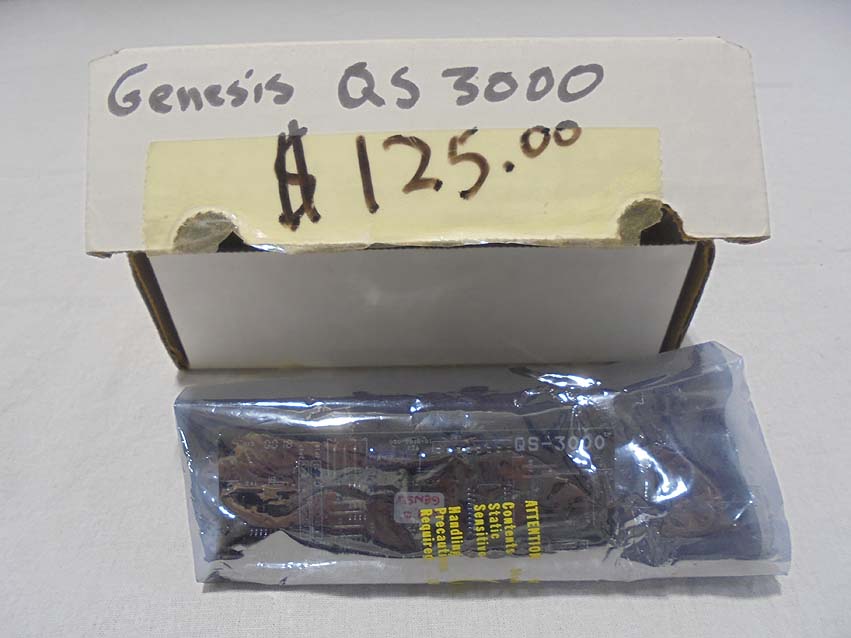 Genesis QS 3000
$ 125.00
QS-3000
ATTENTION
Contents
Static
Sensitive
Handling
Precautions
Required